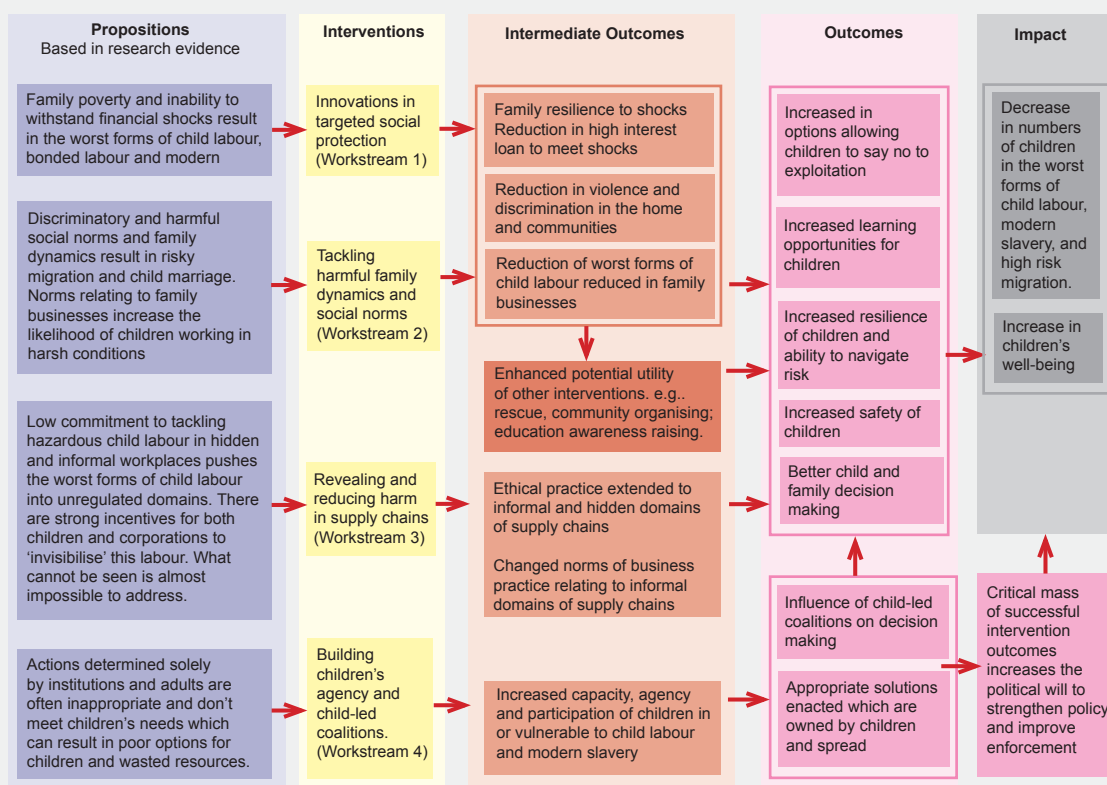 Propositions
Based in research evidence
Family poverty and inability to
withstand financial shocks result
in the worst forms of child labour,
bonded labour and modern
Discriminatory and harmful
social norms and family
dynamics result in risky
migration and child marriage.
Norms relating to family
businesses increase the
likelihood of children working in
harsh conditions
Low commitment to tackling
hazardous child labour in hidden
and informal workplaces pushes
the worst forms of child labour
into unregulated domains. There
are strong incentives for both
children and corporations to
‘invisibilise’ this labour. What
cannot be seen is almost
impossible to address.
Actions determined solely
by institutions and adults are
often inappropriate and don’t
meet children’s needs which
can result in poor options for
children and wasted resources.
Interventions
Innovations in
targeted social
protection
(Workstream 1)
Tackling
harmful family
dynamics and
social norms
(Workstream 2)
Revealing and
reducing harm
in supply chains
(Workstream 3)
Building
children’s
agency and
child-led
coalitions.
(Workstream 4)
Intermediate Outcomes
Family resilience to shocks
Reduction in high interest
loan to meet shocks
Reduction in violence and
discrimination in the home
and communities
Reduction of worst forms of
child labour reduced in family
businesses
Enhanced potential utility
of other interventions. e.g..
rescue, community organising;
education awareness raising.
Ethical practice extended to
informal and hidden domains
of supply chains
Changed norms of business
practice relating to informal
domains of supply chains
Increased capacity, agency
and participation of children in
or vulnerable to child labour
and modern slavery
Outcomes
Increased in
options allowing
children to say no to
exploitation
Increased learning
opportunities for
children
Increased resilience
of children and
ability to navigate
risk
Increased safety of
children
Better child and
family decision
making
Influence of child-led
coalitions on decision
making
Appropriate solutions
enacted which are
owned by children
and spread
Impact
Decrease
in numbers
of children
in the worst
forms of
child labour,
modern
slavery, and
high risk
migration.
Increase in
children’s
well-being
Critical mass
of successful
intervention
outcomes
increases the
political will to
strengthen policy
and improve
enforcement